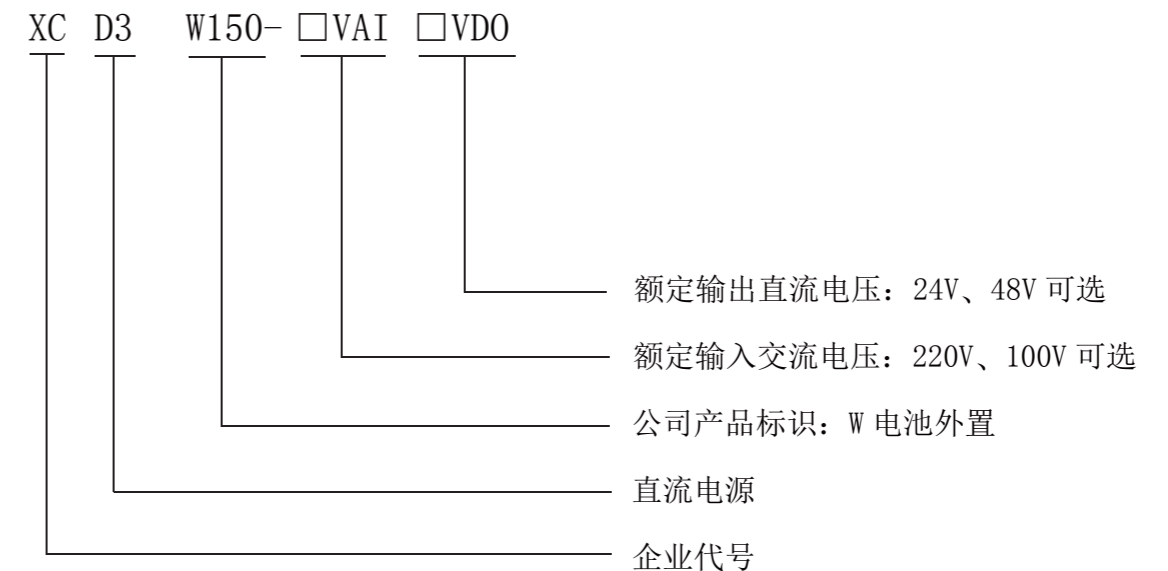 XC D3 W150-□VAI □VDO
额定输出直流电压：24V、48V 可选
额定输入交流电压：220V、100V 可选
公司产品标识：W 电池外置
直流电源
企业代号